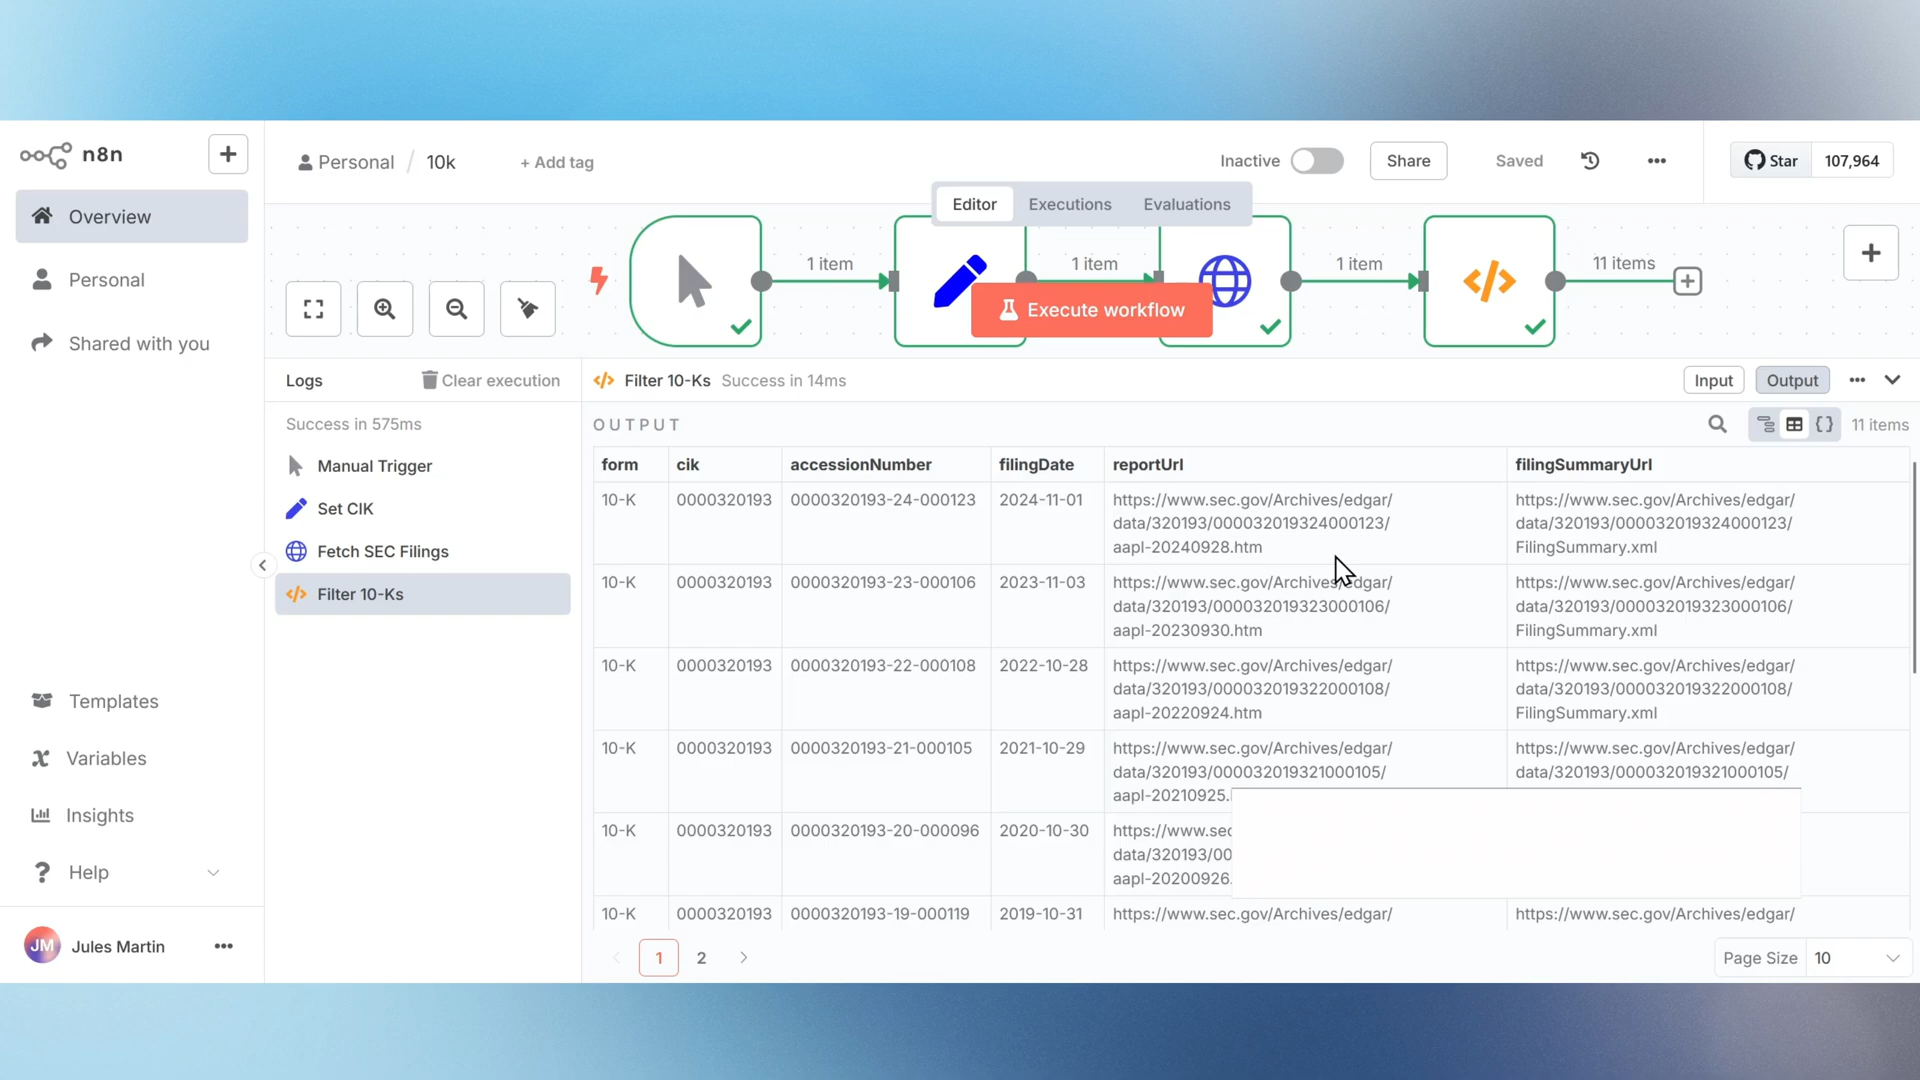 n8n
Overview
Personal
Shared with you
Templates
Variables
Insights
Help
JM
Jules Martin
Personal / 10k
+ Add tag
Inactive
Share
Saved
Star
107,964
Editor
Executions
Evaluations
1 item
1 item
1 item
11 items
Execute workflow
Logs
Clear execution
Success in 575ms
Manual Trigger
Set CIK
Fetch SEC Filings
Filter 10-Ks
Filter 10-Ks Success in 14ms
Input
Output
OUTPUT
11 items
form cik accessionNumber filingDate reportUrl filingSummaryUrl
10-K 0000320193 0000320193-24-000123 2024-11-01 https://www.sec.gov/Archives/edgar/ https://www.sec.gov/Archives/edgar/
data/320193/000032019324000123/ data/320193/000032019324000123/
aapl-20240928.htm FilingSummary.xml
10-K 0000320193 0000320193-23-000106 2023-11-03 https://www.sec.gov/Archives/edgar/ https://www.sec.gov/Archives/edgar/
data/320193/000032019323000106/ data/320193/000032019323000106/
aapl-20230930.htm FilingSummary.xml
10-K 0000320193 0000320193-22-000108 2022-10-28 https://www.sec.gov/Archives/edgar/ https://www.sec.gov/Archives/edgar/
data/320193/000032019322000108/ data/320193/000032019322000108/
aapl-20220924.htm FilingSummary.xml
10-K 0000320193 0000320193-21-000105 2021-10-29 https://www.sec.gov/Archives/edgar/ https://www.sec.gov/Archives/edgar/
data/320193/000032019321000105/ data/320193/000032019321000105/
aapl-20210925.
10-K 0000320193 0000320193-20-000096 2020-10-30 https://www.sec
data/320193/00
aapl-20200926.
10-K 0000320193 0000320193-19-000119 2019-10-31 https://www.sec.gov/Archives/edgar/ https://www.sec.gov/Archives/edgar/
1
2
Page Size 10